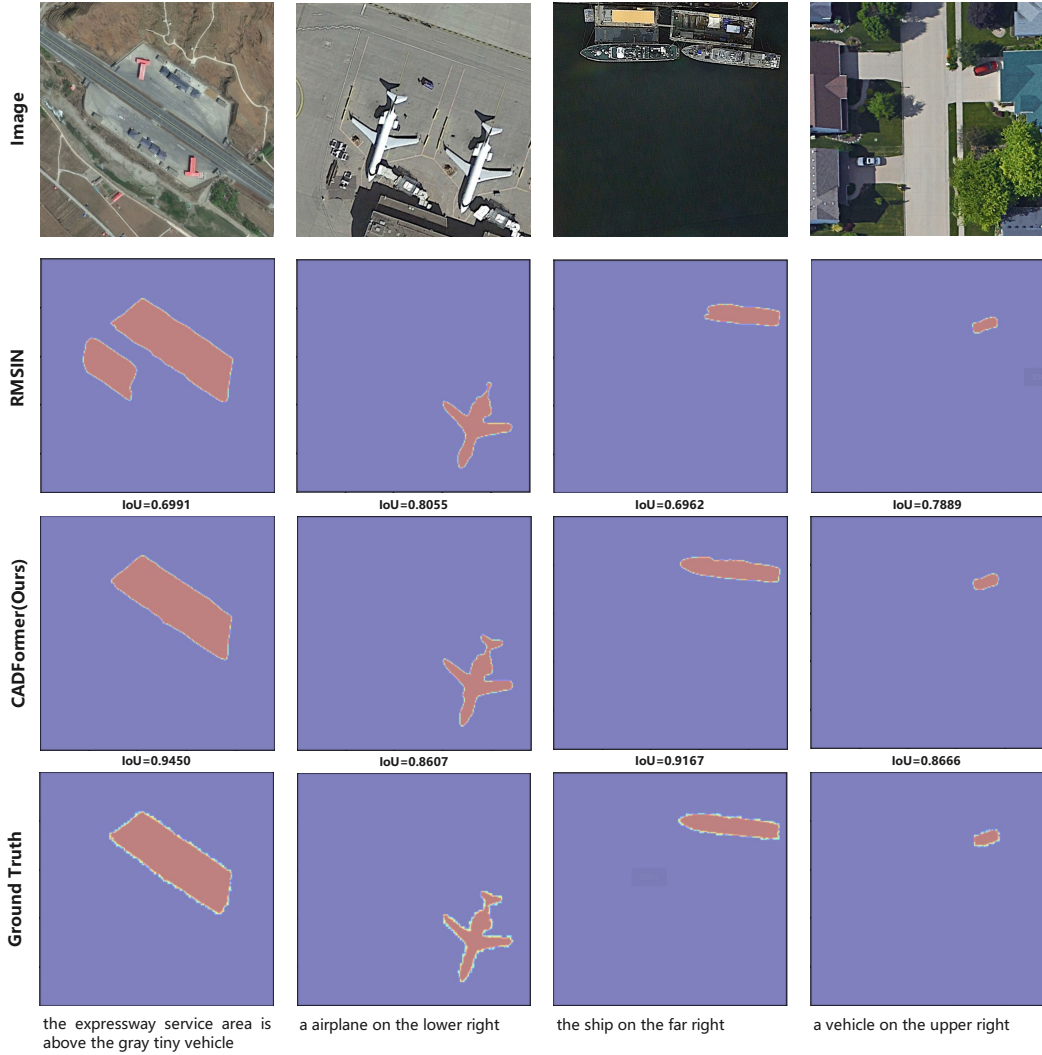 Image
RMSIN
IoU=0.6991
IoU=0.8055
IoU=0.6962
IoU=0.7889
CADFormer(Ours)
IoU=0.9450
IoU=0.8607
IoU=0.9167
IoU=0.8666
Ground Truth
the expressway service area is
above the gray tiny vehicle
a airplane on the lower right
the ship on the far right
a vehicle on the upper right